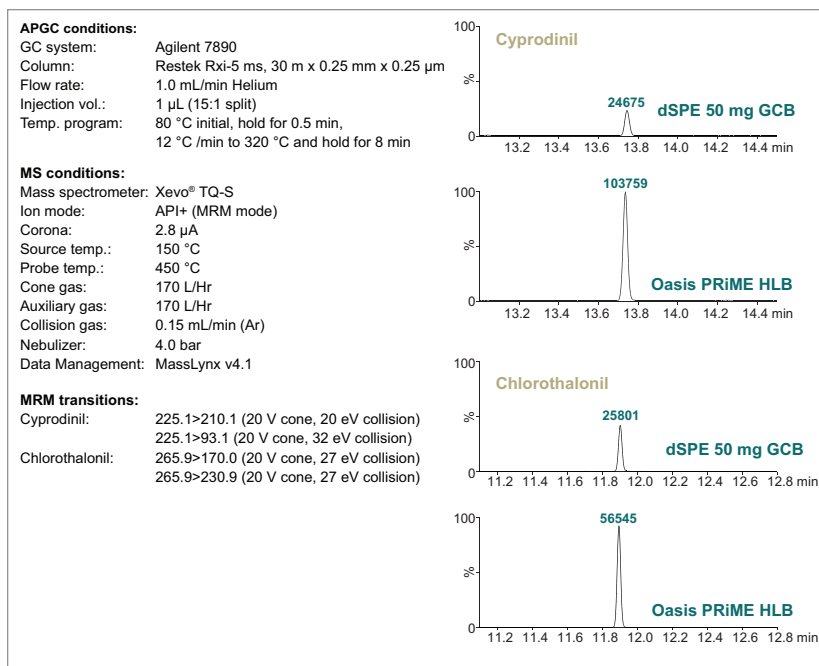 APGC conditions:
GC system: Agilent 7890
Column: Restek Rxi-5 ms, 30 m x 0.25 mm x 0.25 µm
Flow rate: 1.0 mL/min Helium
Injection vol.: 1 µL (15:1 split)
Temp. program: 80 °C initial, hold for 0.5 min,
12 °C /min to 320 °C and hold for 8 min
MS conditions:
Mass spectrometer: Xevo® TQ-S
Ion mode: API+ (MRM mode)
Corona: 2.8 µA
Source temp.: 150 °C
Probe temp.: 450 °C
Cone gas: 170 L/Hr
Auxiliary gas: 170 L/Hr
Collision gas: 0.15 mL/min (Ar)
Nebulizer: 4.0 bar
Data Management: MassLynx v4.1
MRM transitions:
Cyprodinil: 225.1>210.1 (20 V cone, 20 eV collision)
225.1>93.1 (20 V cone, 32 eV collision)
Chlorothalonil: 265.9>170.0 (20 V cone, 27 eV collision)
265.9>230.9 (20 V cone, 27 eV collision)
100
Cyprodinil
%
24675
dSPE 50 mg GCB
0
13.2 13.4 13.6 13.8 14.0 14.2 14.4 min
100
103759
%
Oasis PRiME HLB
0
13.2 13.4 13.6 13.8 14.0 14.2 14.4 min
100
Chlorothalonil
25801
%
dSPE 50 mg GCB
0
11.2 11.4 11.6 11.8 12.0 12.2 12.4 12.6 12.8 min
100
56545
%
Oasis PRiME HLB
0
11.2 11.4 11.6 11.8 12.0 12.2 12.4 12.6 12.8 min